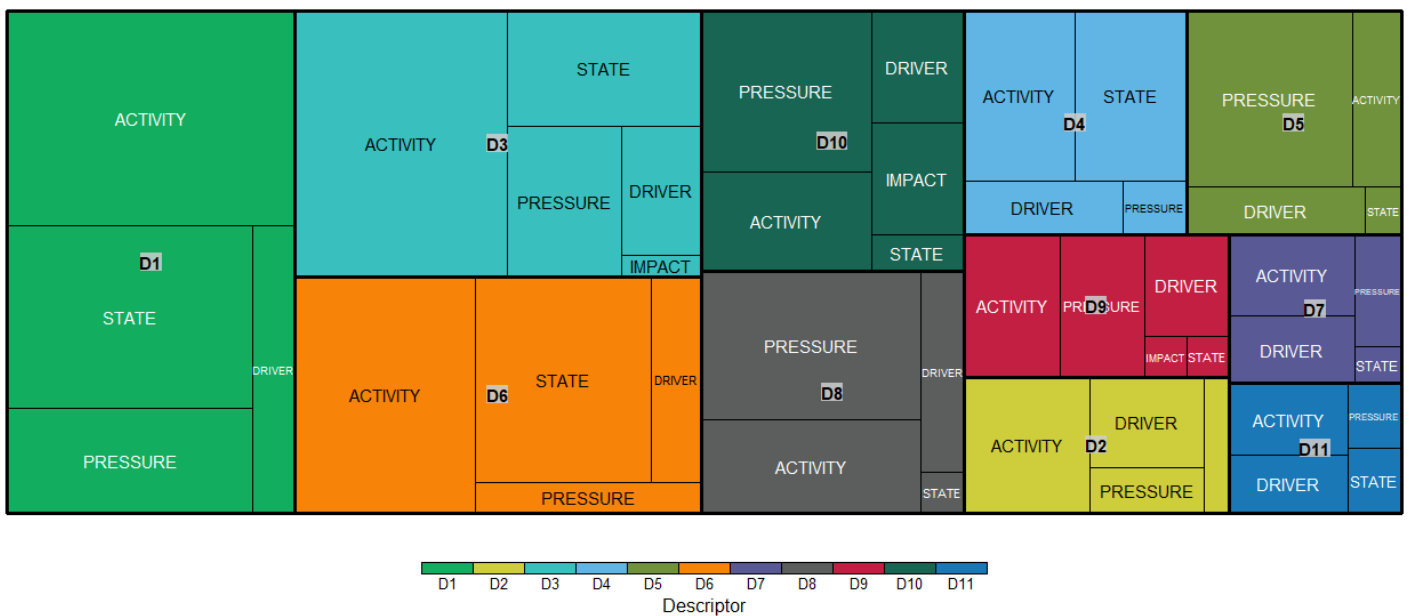 ACTIVITY
D1
STATE
DRIVER
PRESSURE
ACTIVITY
D3
STATE
PRESSURE
DRIVER
IMPACT
ACTIVITY
D6
STATE
DRIVER
PRESSURE
PRESSURE
D10
DRIVER
IMPACT
ACTIVITY
STATE
PRESSURE
D8
DRIVER
ACTIVITY
STATE
ACTIVITY
D4
STATE
DRIVER
PRESSURE
PRESSURE
D5
ACTIVITY
DRIVER
STATE
ACTIVITY
PRESSURE
D9
DRIVER
IMPACT
STATE
ACTIVITY
D7
PRESSURE
DRIVER
STATE
ACTIVITY
D2
DRIVER
PRESSURE
ACTIVITY
D11
PRESSURE
DRIVER
STATE
D1 D2 D3 D4 D5 D6 D7 D8 D9 D10 D11
Descriptor